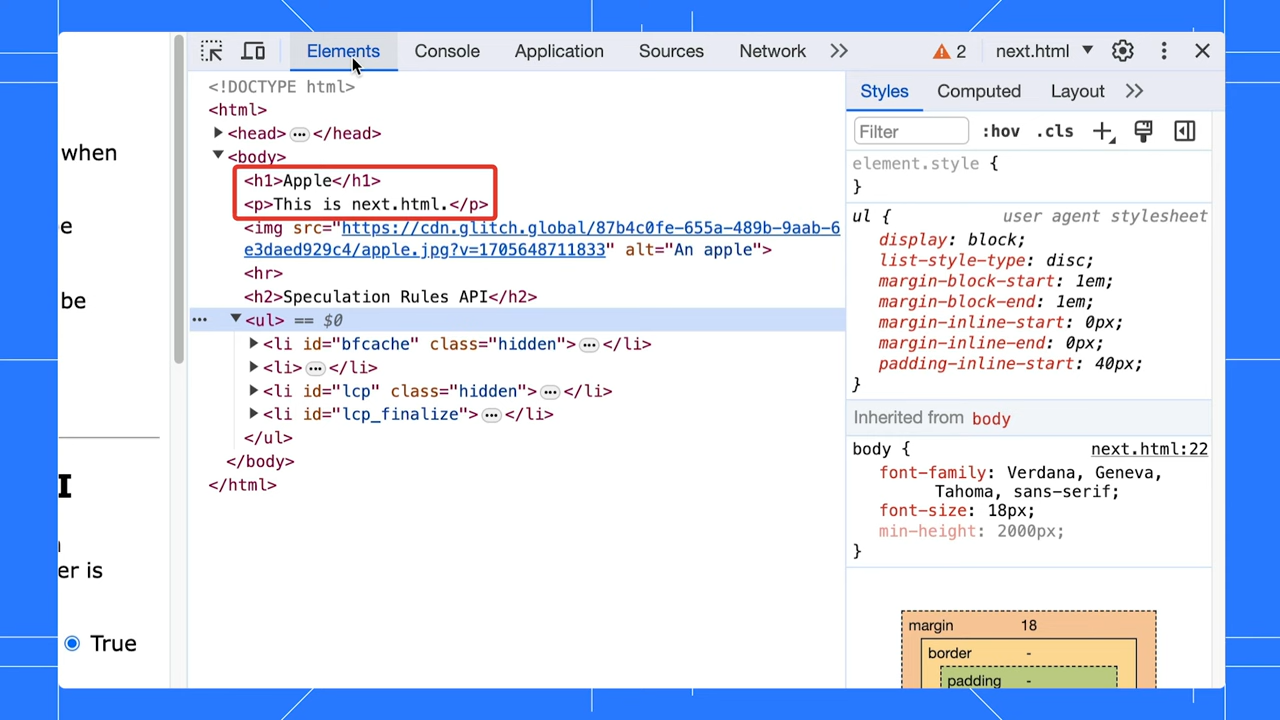 when
e
be
I
er is
True
Elements Console Application Sources Network 2 next.html
<!DOCTYPE html>
<html>
<head> ··· </head>
<body>
<h1>Apple</h1>
<p>This is next.html.</p>
<img src="https://cdn.glitch.global/87b4c0fe-655a-489b-9aab-6
e3daed929c4/apple.jpg?v=1705648711833" alt="An apple">
<hr>
<h2>Speculation Rules API</h2>
··· <ul> == $0
<li id="bfcache" class="hidden"> ··· </li>
<li> ··· </li>
<li id="lcp" class="hidden"> ··· </li>
<li id="lcp_finalize"> ··· </li>
</ul>
</body>
</html>
Styles Computed Layout
Filter :hov .cls
element.style {
}
ul { user agent stylesheet
display: block;
list-style-type: disc;
margin-block-start: 1em;
margin-block-end: 1em;
margin-inline-start: 0px;
margin-inline-end: 0px;
padding-inline-start: 40px;
}
Inherited from body
body { next.html:22
font-family: Verdana, Geneva,
Tahoma, sans-serif;
font-size: 18px;
min-height: 2000px;
}
margin 18
border -
padding -